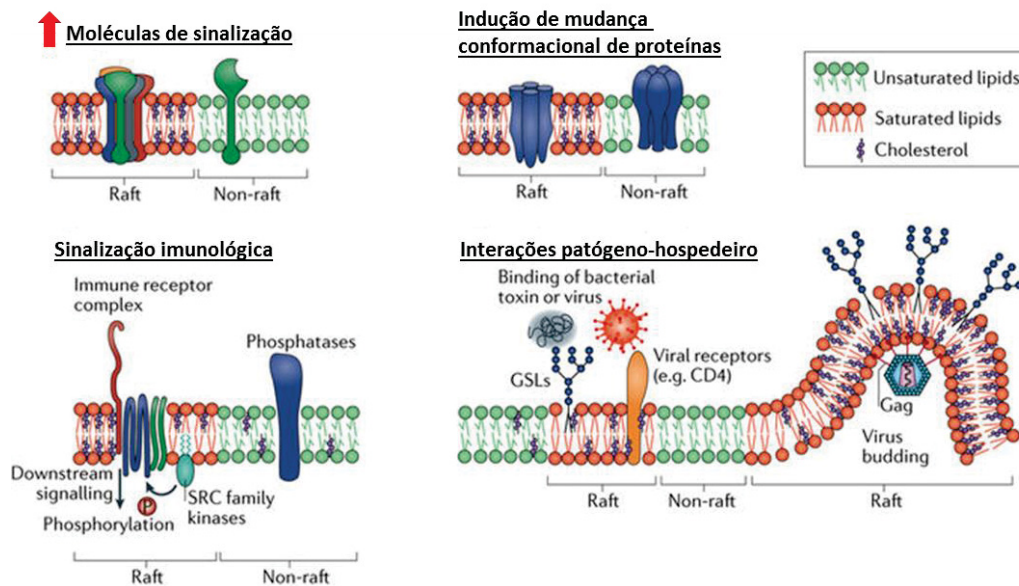 Moléculas de sinalização
Raft
Non-raft
Indução de mudança
conformacional de proteínas
Raft
Non-raft
Unsaturated lipids
Saturated lipids
Cholesterol
Sinalização imunológica
Immune receptor
complex
Phosphatases
Downstream
signalling
P
Phosphorylation
SRC family
kinases
Raft
Non-raft
Interações patógeno-hospedeiro
Binding of bacterial
toxin or virus
GSLs
Viral receptors
(e.g. CD4)
Gag
Virus
budding
Raft
Non-raft
Raft